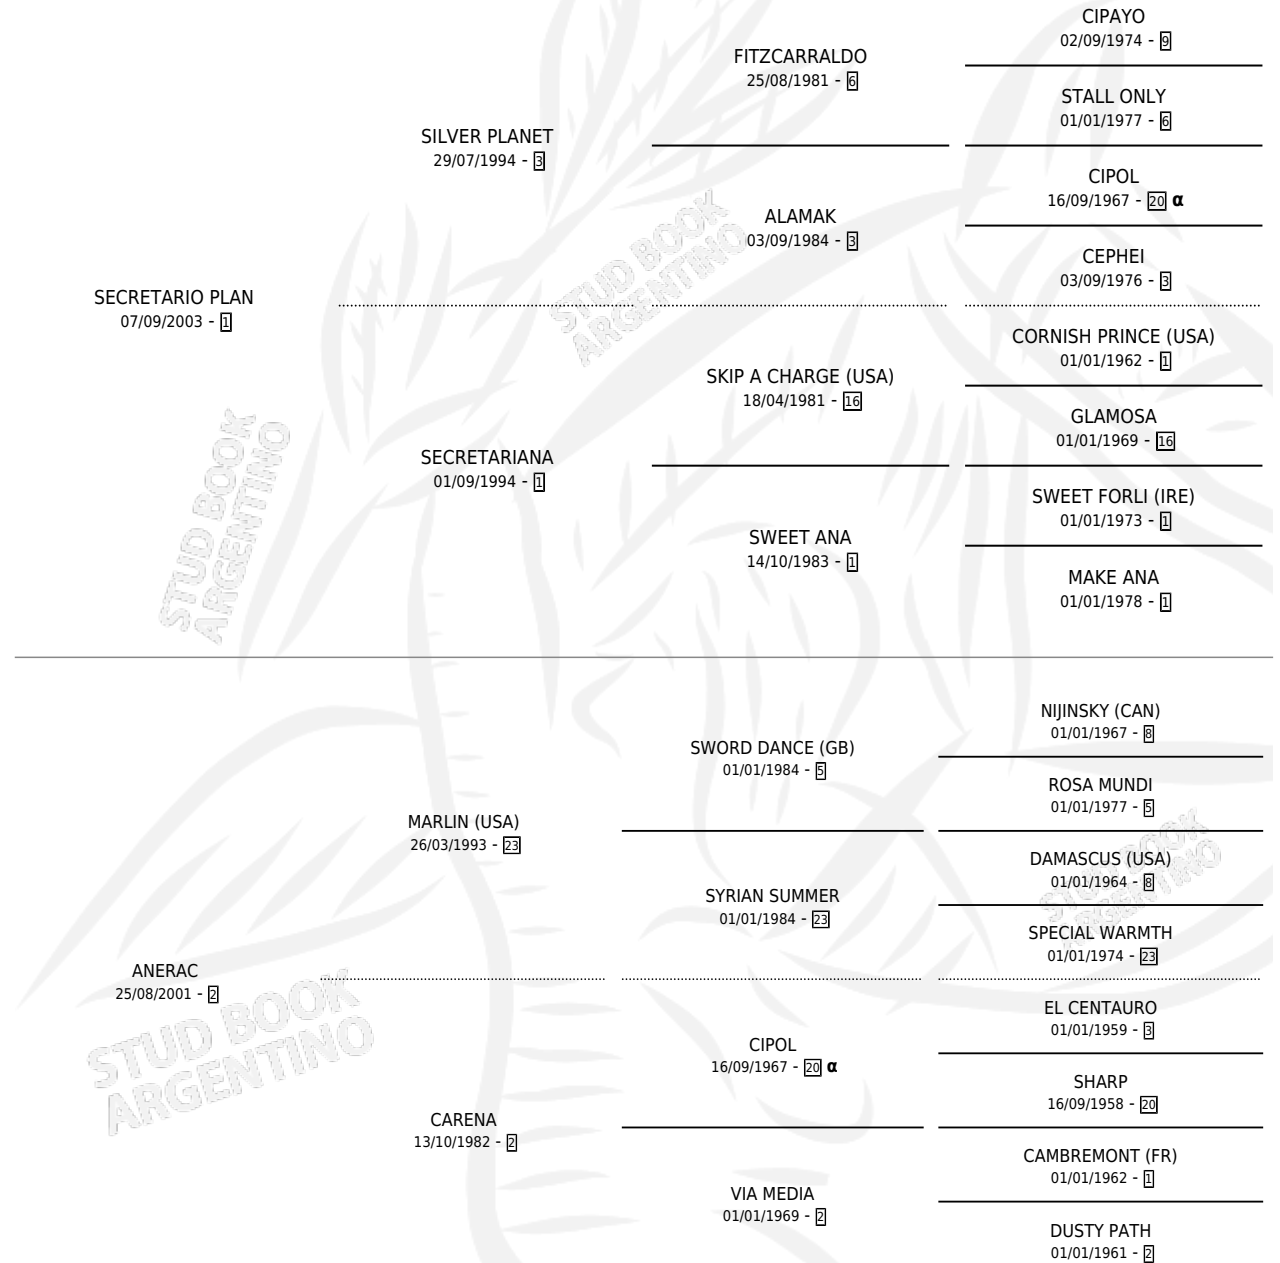 CIPAYO
02/09/1974 - 9
FITZCARRALDO
25/08/1981 - 6
STALL ONLY
01/01/1977 - 6
SILVER PLANET
29/07/1994 - 3
CIPOL
16/09/1967 - 20 α
ALAMAK
03/09/1984 - 3
CEPHEI
03/09/1976 - 3
SECRETARIO PLAN
07/09/2003 - 1
CORNISH PRINCE (USA)
01/01/1962 - 1
SKIP A CHARGE (USA)
18/04/1981 - 16
GLAMOSA
01/01/1969 - 16
SECRETARIANA
01/09/1994 - 1
SWEET FORLI (IRE)
01/01/1973 - 1
SWEET ANA
14/10/1983 - 1
MAKE ANA
01/01/1978 - 1
NIJINSKY (CAN)
01/01/1967 - 8
SWORD DANCE (GB)
01/01/1984 - 5
ROSA MUNDI
01/01/1977 - 5
MARLIN (USA)
26/03/1993 - 23
DAMASCUS (USA)
01/01/1964 - 8
SYRIAN SUMMER
01/01/1984 - 23
SPECIAL WARMTH
01/01/1974 - 23
ANERAC
25/08/2001 - 2
EL CENTAURO
01/01/1959 - 3
CIPOL
16/09/1967 - 20 α
SHARP
16/09/1958 - 20
CARENA
13/10/1982 - 2
CAMBREMONT (FR)
01/01/1962 - 1
VIA MEDIA
01/01/1969 - 2
DUSTY PATH
01/01/1961 - 2
STUD BOOK
ARGENTINO
STUD BOOK
ARGENTINO
STUD BOOK
ARGENTINO
STUD BOOK
ARGENTINO